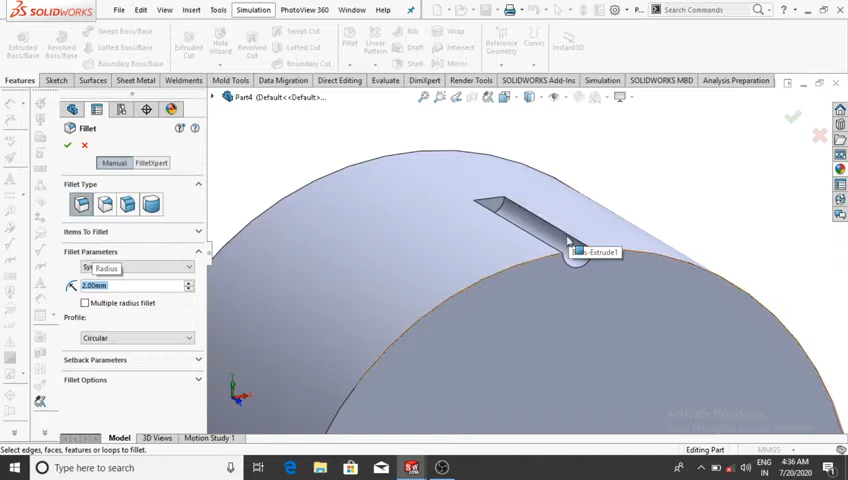 SOLIDWORKS File Edit View Insert Tools Simulation PhotoView 360 Window Help P... Search Commands
Extruded Boss/Base
Revolved Boss/Base
Swept Boss/Base
Lofted Boss/Base
Boundary Boss/Base
Extruded Cut
Hole Wizard
Revolved Cut
Swept Cut
Lofted Cut
Boundary Cut
Fillet
Linear Pattern
Rib
Draft
Shell
Wrap
Intersect
Mirror
Reference Geometry
Curves
Instant3D
Features Sketch Surfaces Sheet Metal Weldments Mold Tools Data Migration Direct Editing Evaluate DimXpert Render Tools SOLIDWORKS Add-Ins Simulation SOLIDWORKS MBD Analysis Preparation
Part4 (Default<<Default>...
Fillet
Manual FilletXpert
Fillet Type
Items To Fillet
Fillet Parameters
Radius
2.00mm
Multiple radius fillet
Profile:
Circular
Setback Parameters
Fillet Options
Boss-Extrude1
Activate Windows
Model 3D Views Motion Study 1
Select edges, faces, features or loops to fillet. Editing Part MMGS
Type here to search
ENG 4:36 AM
IN 7/20/2020